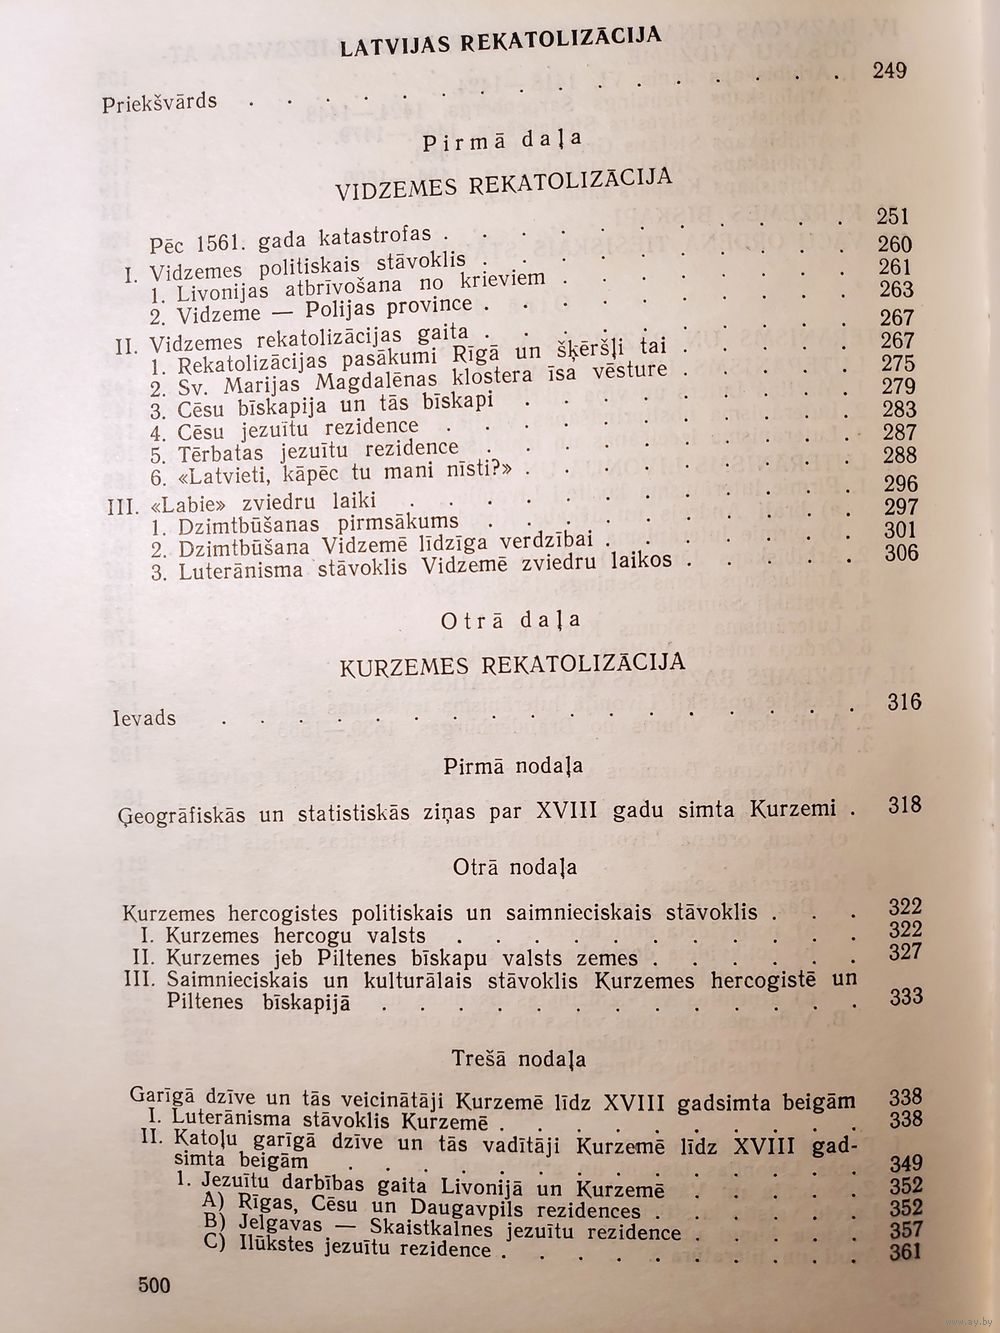 LATVIJAS REKATOLIZĀCIJA
Priekšvārds . . . . . . . . . . . . . . . . 249
Pirmā daļa
VIDZEMES REKATOLIZĀCIJA
Pēc 1561. gada katastrofas . . . . . . . . . . . 251
I. Vidzemes politiskais stāvoklis . . . . . . . . . . 260
1. Livonijas atbrīvošana no krieviem . . . . . . . 261
2. Vidzeme — Polijas province . . . . . . . . . . 263
II. Vidzemes rekatolizācijas gaita . . . . . . . . . . 267
1. Rekatolizācijas pasākumi Rīgā un šķēršļi tai . . . . . 267
2. Sv. Marijas Magdalēnas klostera īsa vēsture . . . . . 275
3. Cēsu bīskapija un tās bīskapi . . . . . . . . . 279
4. Cēsu jezuītu rezidence . . . . . . . . . . . 283
5. Tērbatas jezuītu rezidence . . . . . . . . . . 287
6. «Latvieti, kāpēc tu mani nīsti?» . . . . . . . . . 288
III. «Labie» zviedru laiki . . . . . . . . . . . . 296
1. Dzimtbūšanas pirmsākums . . . . . . . . . . 297
2. Dzimtbūšana Vidzemē līdzīga verdzībai . . . . . . . 301
3. Luterānisma stāvoklis Vidzemē zviedru laikos . . . . . 306
Otrā daļa
KURZEMES REKATOLIZĀCIJA
Ievads . . . . . . . . . . . . . . . . . 316
Pirmā nodaļa
Ģeogrāfiskās un statistiskās ziņas par XVIII gadu simta Kurzemi . 318
Otrā nodaļa
Kurzemes hercogistes politiskais un saimnieciskais stāvoklis . . . 322
I. Kurzemes hercogu valsts . . . . . . . . . . . 322
II. Kurzemes jeb Piltenes bīskapu valsts zemes . . . . . . 327
III. Saimnieciskais un kulturālais stāvoklis Kurzemes hercogistē un
Piltenes bīskapijā . . . . . . . . . . . . . 333
Trešā nodaļa
Garīgā dzīve un tās veicinātāji Kurzemē līdz XVIII gadsimta beigām 338
I. Luterānisma stāvoklis Kurzemē . . . . . . . . . . 338
II. Katoļu garīgā dzīve un tās vadītāji Kurzemē līdz XVIII gad-
simta beigām . . . . . . . . . . . . . . 349
1. Jezuītu darbības gaita Livonijā un Kurzemē . . . . . 352
A) Rīgas, Cēsu un Daugavpils rezidences . . . . . . 352
B) Jelgavas — Skaistkalnes jezuītu rezidence . . . . . 357
C) Ilūkstes jezuītu rezidence . . . . . . . . . . 361
500
www.ay.by